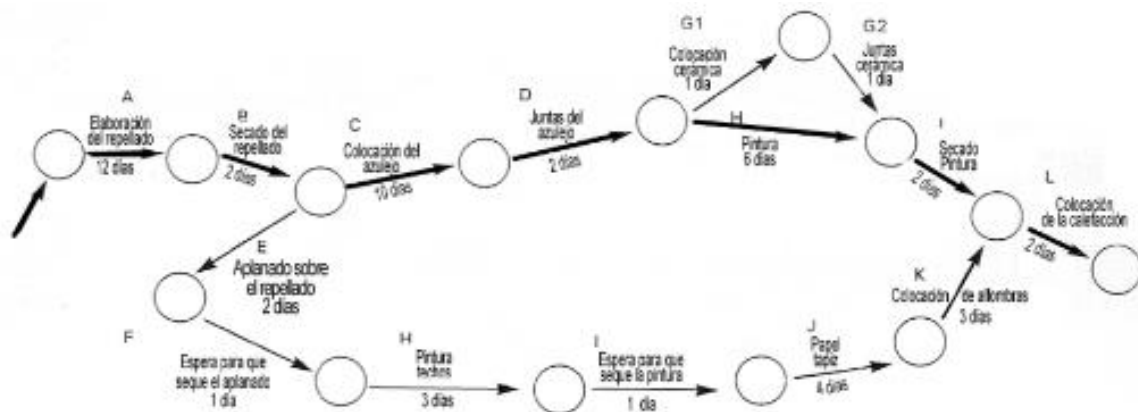 G1
Colocación
cerámica
1 día
G2
Juntas
cerámica
1 día
A
Elaboración
del repellado
12 días
B
Secado del
repellado
2 días
C
Colocación del
azulejo
10 días
D
Juntas del
azulejo
2 días
H
Pintura
6 días
I
Secado
Pintura
2 días
L
Colocación
de la calefacción
2 días
E
Aplanado sobre
el repellado
2 días
F
Espera para que
seque el aplanado
1 día
H
Pintura
techos
3 días
I
Espera para que
seque la pintura
1 día
J
Papel
tapiz
4 días
K
Colocación de alfombras
3 días